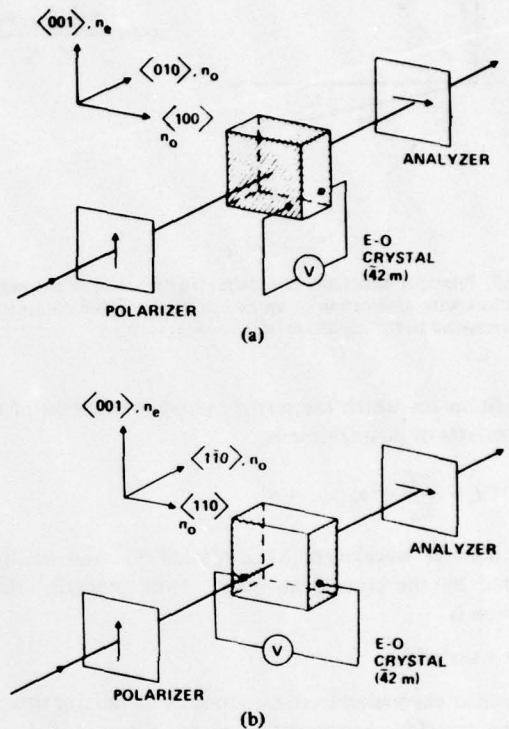 ⟨001⟩, nₑ
⟨010⟩, nₒ
⟨100⟩
nₒ
ANALYZER
V
E-O
CRYSTAL
(4̄2 m)
POLARIZER
(a)
⟨001⟩, nₑ
⟨11̄0⟩, nₒ
⟨110⟩
nₒ
ANALYZER
V
E-O
CRYSTAL
(4̄2 m)
POLARIZER
(b)